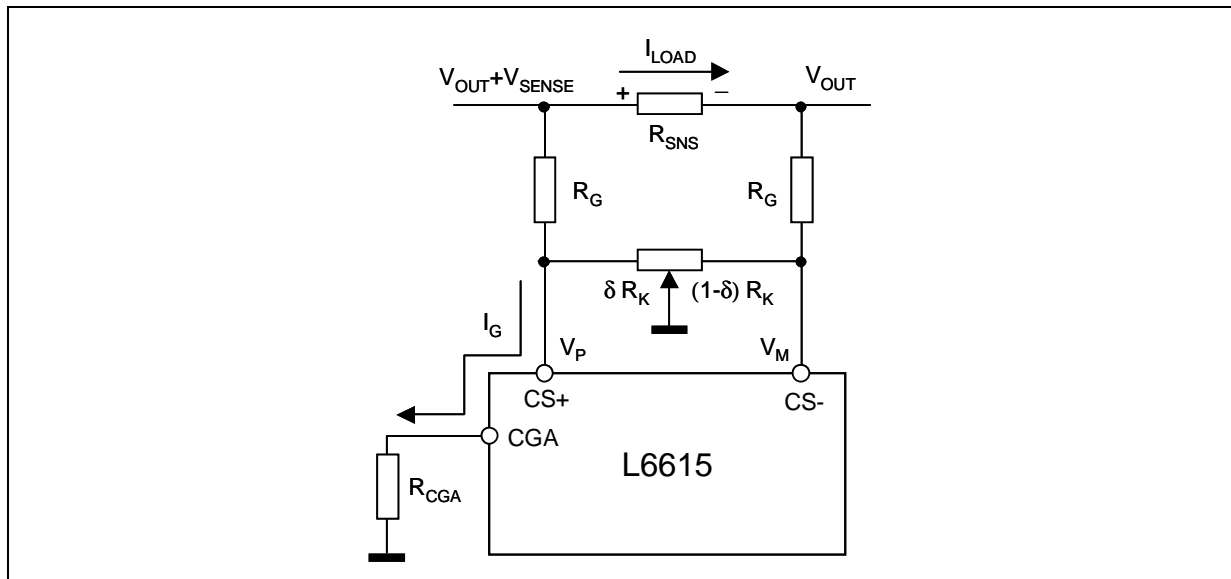 I_LOAD
V_OUT+V_SENSE
V_OUT
+
–
R_SNS
R_G
R_G
δ R_K
(1-δ) R_K
I_G
V_P
V_M
CS+
CS-
CGA
L6615
R_CGA